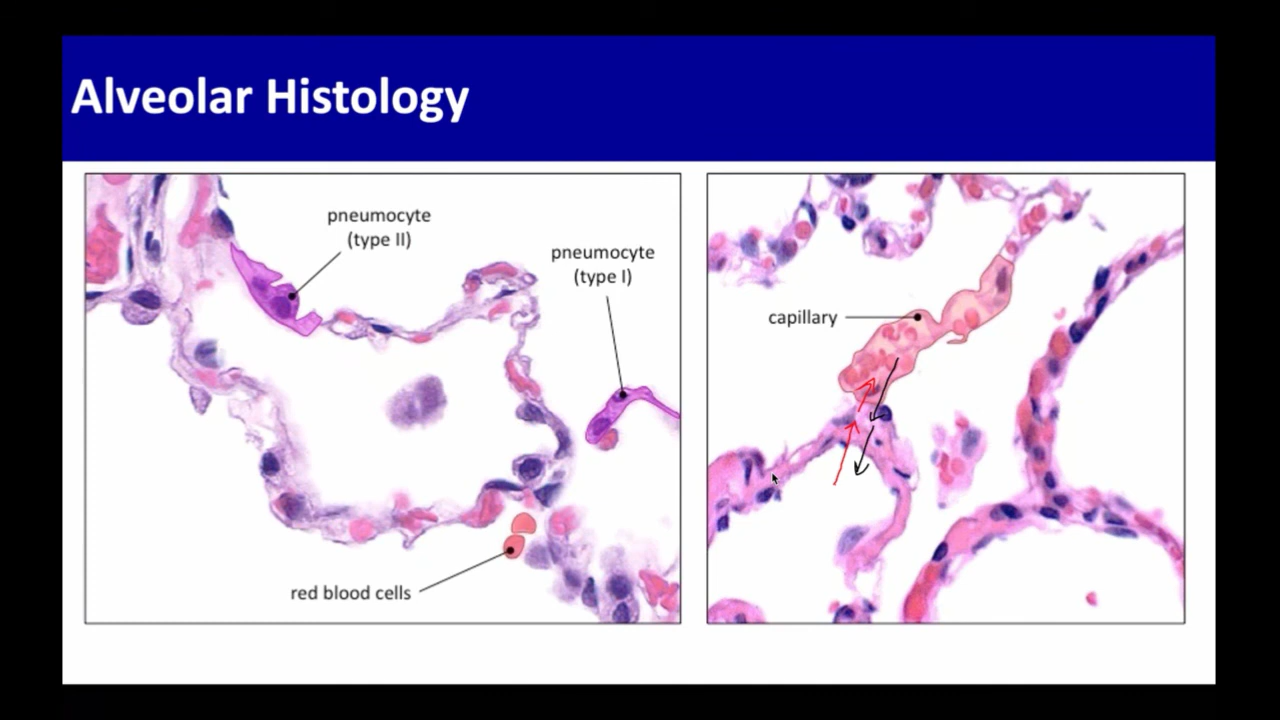 Alveolar Histology
pneumocyte
(type II)
pneumocyte
(type I)
red blood cells
capillary